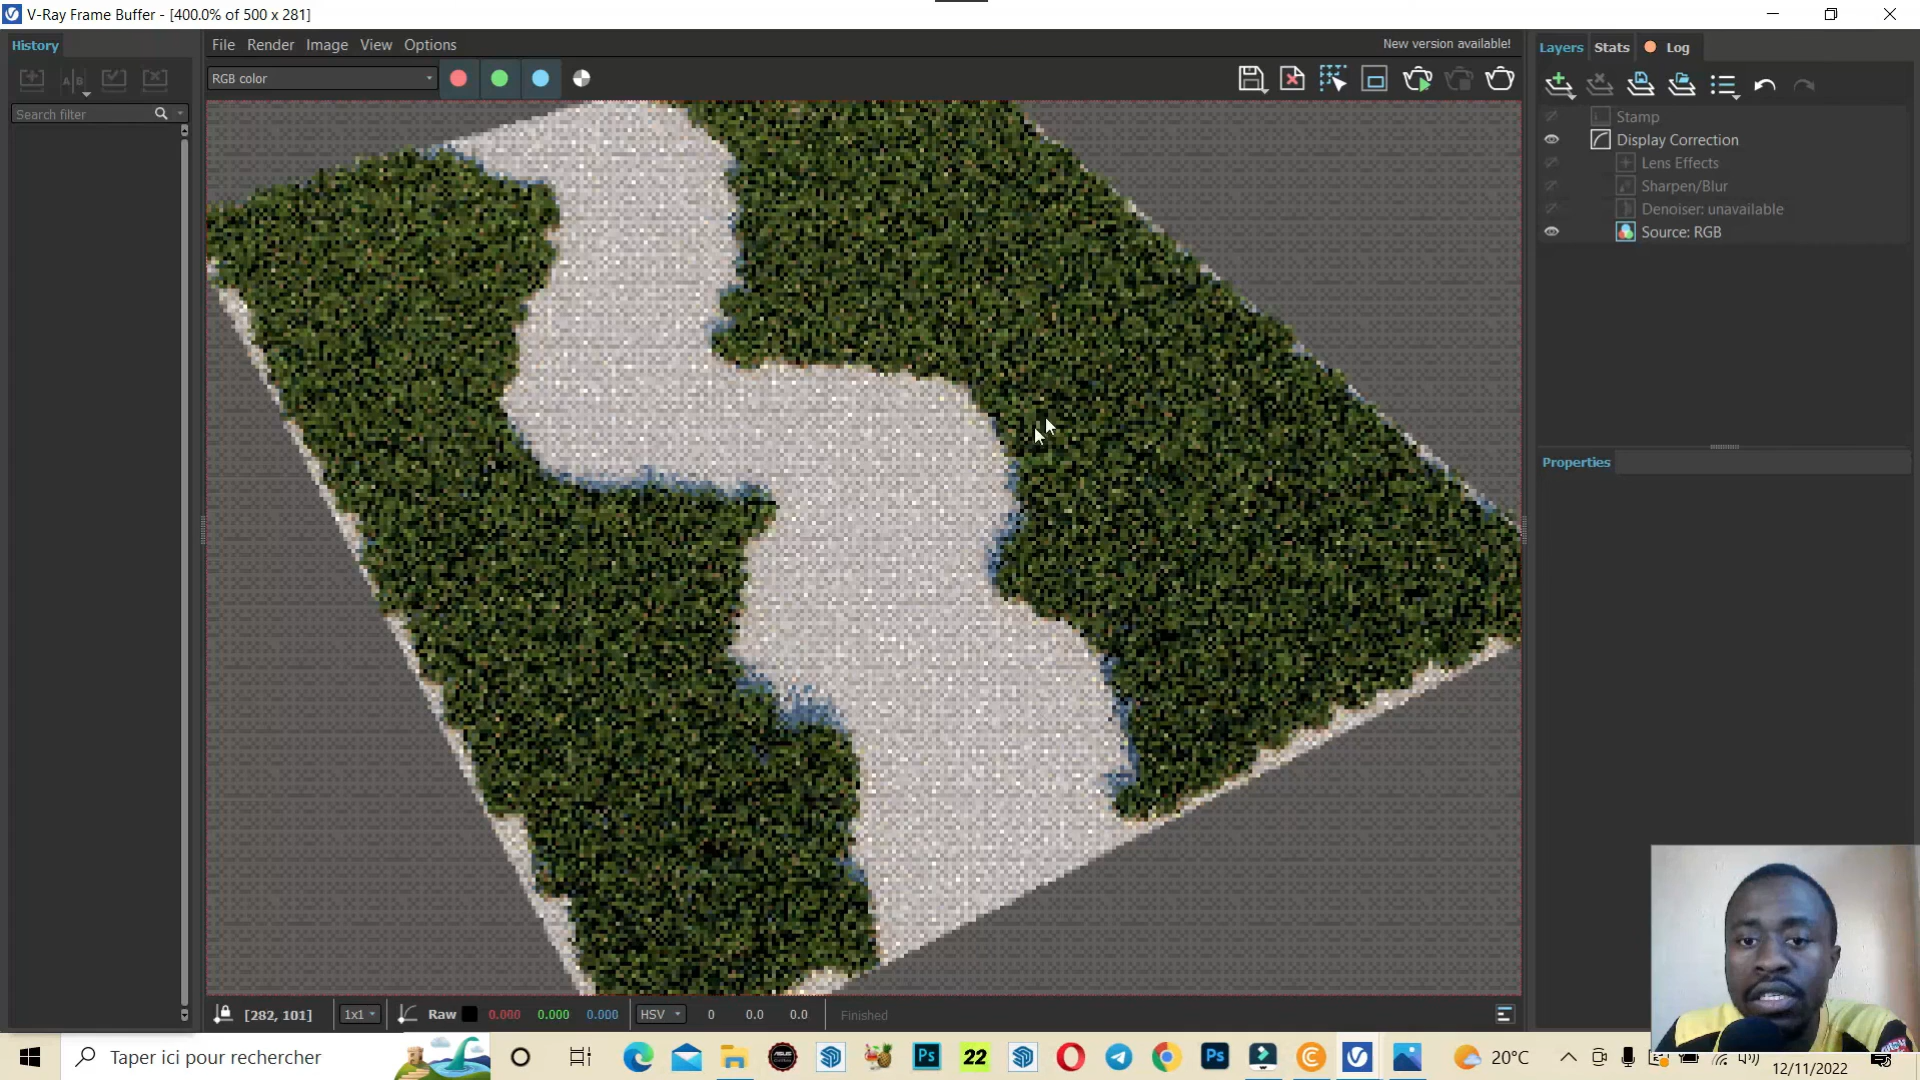 V-Ray Frame Buffer - [400.0% of 500 x 281]
History
File Render Image View Options
New version available!
Layers Stats Log
RGB color
Search filter
Stamp
Display Correction
Lens Effects
Sharpen/Blur
Denoiser: unavailable
Source: RGB
Properties
[282, 101]
1x1
Raw
0.000 0.000 0.000
HSV
0 0.0 0.0
Finished
Taper ici pour rechercher
Ps
22
Ps
20°C
12/11/2022